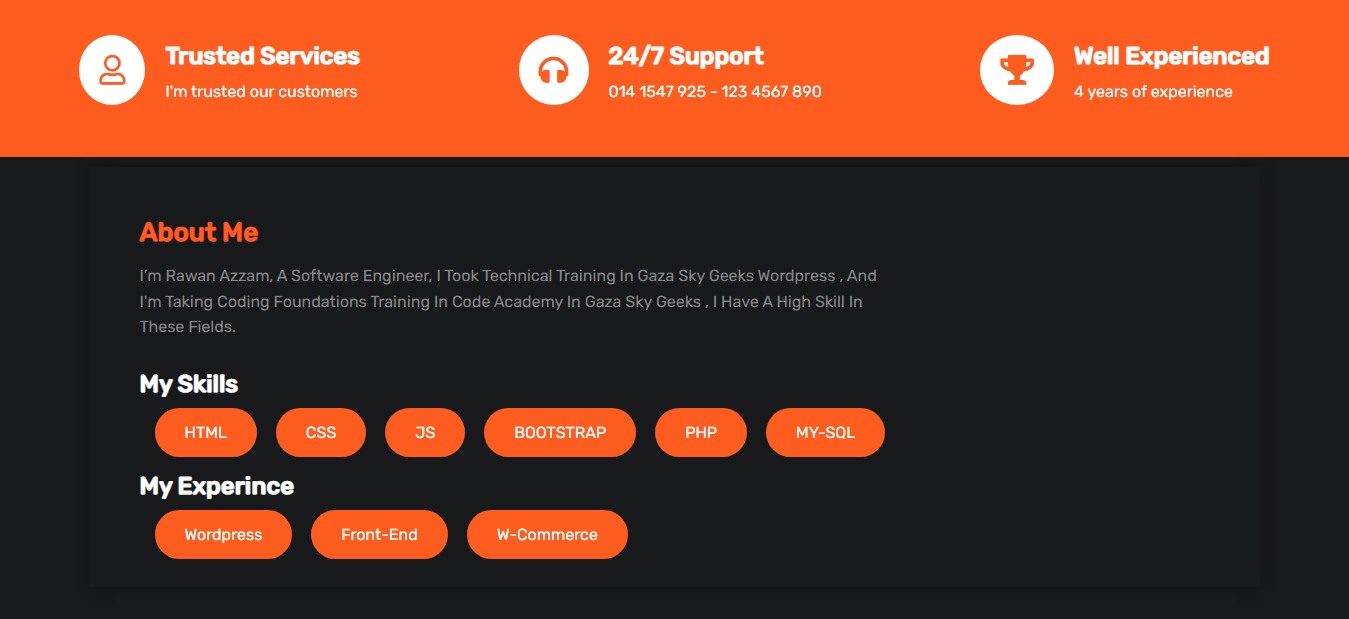 Trusted Services
I'm trusted our customers
24/7 Support
014 1547 925 - 123 4567 890
Well Experienced
4 years of experience
About Me
I’m Rawan Azzam, A Software Engineer, I Took Technical Training In Gaza Sky Geeks Wordpress , And
I'm Taking Coding Foundations Training In Code Academy In Gaza Sky Geeks , I Have A High Skill In
These Fields.
My Skills
HTML CSS JS BOOTSTRAP PHP MY-SQL
My Experince
Wordpress Front-End W-Commerce